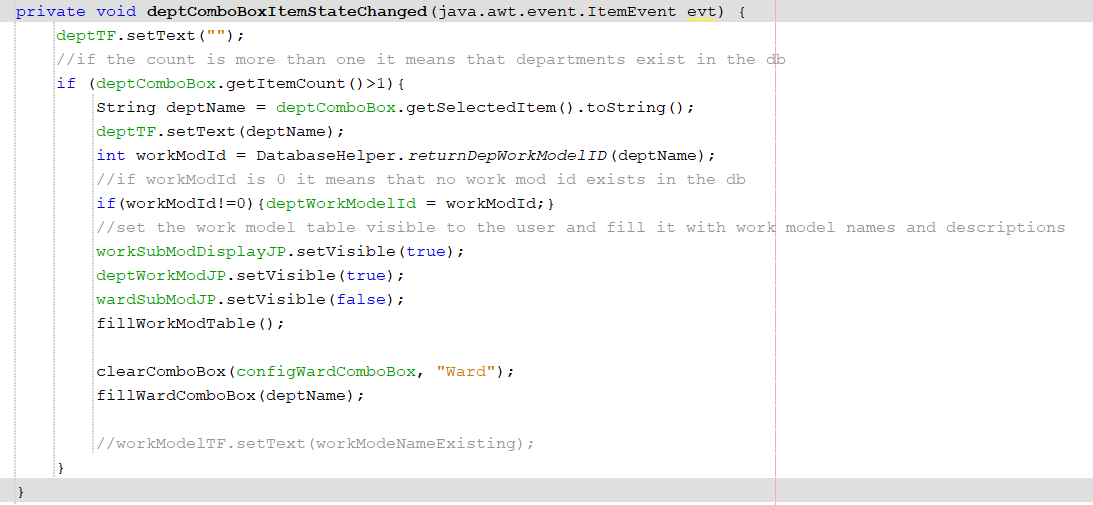 private void deptComboBoxItemStateChanged(java.awt.event.ItemEvent evt) {
deptTF.setText("");
//if the count is more than one it means that departments exist in the db
if (deptComboBox.getItemCount()>1){
String deptName = deptComboBox.getSelectedItem().toString();
deptTF.setText(deptName);
int workModId = DatabaseHelper.returnDepWorkModelID(deptName);
//if workModId is 0 it means that no work mod id exists in the db
if(workModId!=0){deptWorkModelId = workModId;}
//set the work model table visible to the user and fill it with work model names and descriptions
workSubModDisplayJP.setVisible(true);
deptWorkModJP.setVisible(true);
wardSubModJP.setVisible(false);
fillWorkModTable();
clearComboBox(configWardComboBox, "Ward");
fillWardComboBox(deptName);
//workModelTF.setText(workModeNameExisting);
}
}